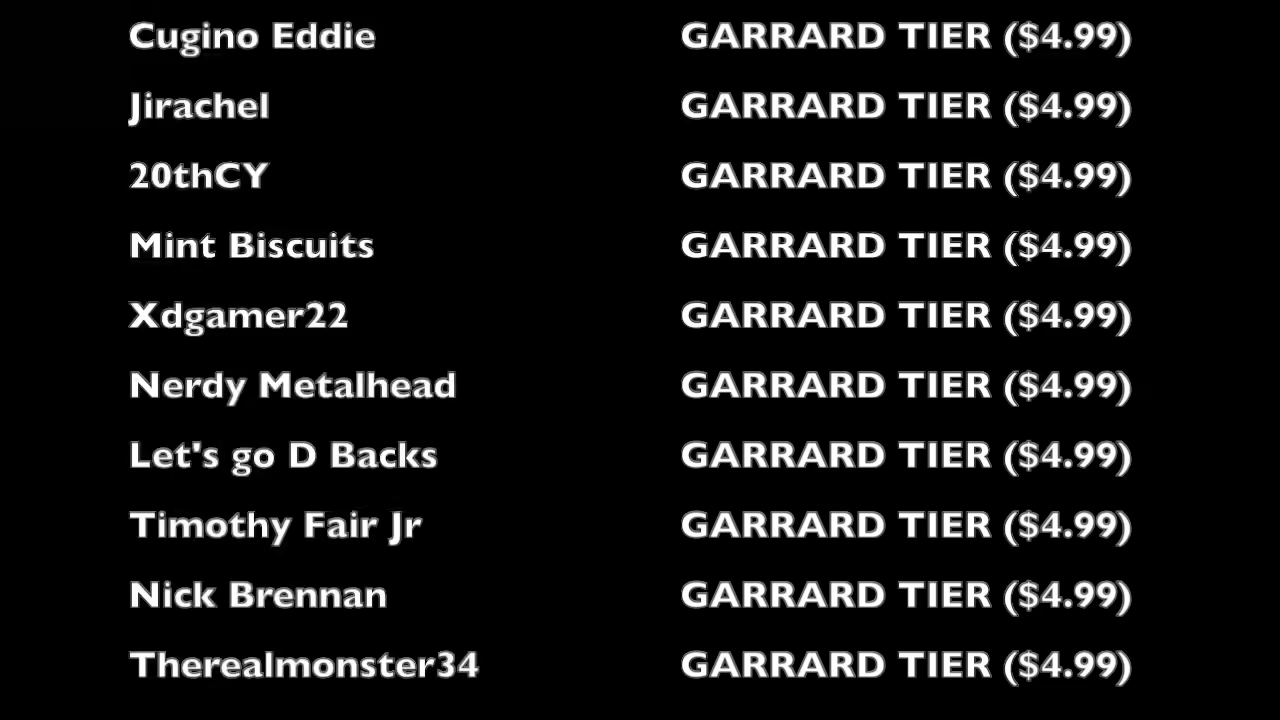 Cugino Eddie GARRARD TIER ($4.99)
Jirachel GARRARD TIER ($4.99)
20thCY GARRARD TIER ($4.99)
Mint Biscuits GARRARD TIER ($4.99)
Xdgamer22 GARRARD TIER ($4.99)
Nerdy Metalhead GARRARD TIER ($4.99)
Let's go D Backs GARRARD TIER ($4.99)
Timothy Fair Jr GARRARD TIER ($4.99)
Nick Brennan GARRARD TIER ($4.99)
Therealmonster34 GARRARD TIER ($4.99)